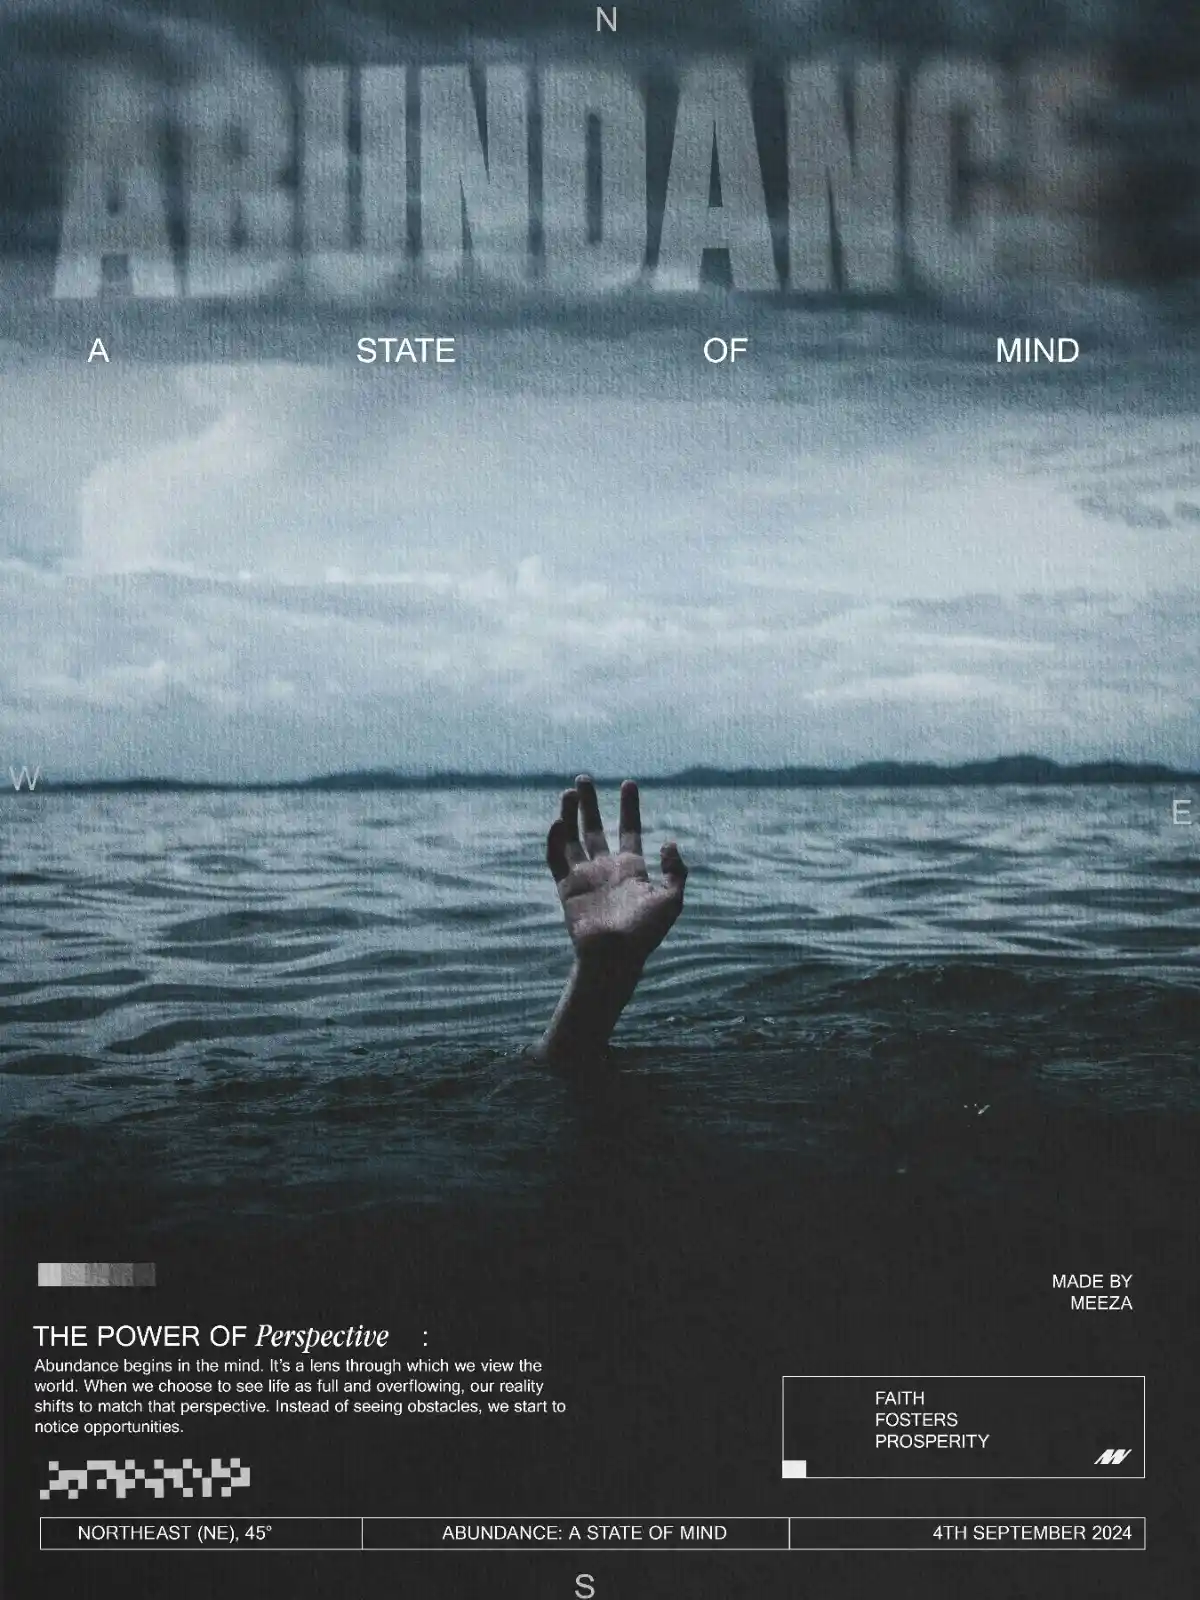 N
ABUNDANCE
A STATE OF MIND
W
E
MADE BY
MEEZA
THE POWER OF Perspective :
Abundance begins in the mind. It's a lens through which we view the
world. When we choose to see life as full and overflowing, our reality
shifts to match that perspective. Instead of seeing obstacles, we start to
notice opportunities.
FAITH
FOSTERS
PROSPERITY
NORTHEAST (NE), 45°
ABUNDANCE: A STATE OF MIND
4TH SEPTEMBER 2024
S